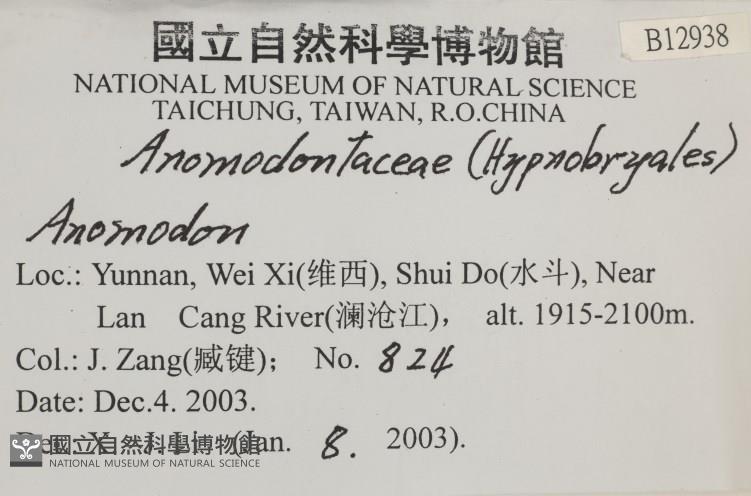 國立自然科學博物館
B12938
NATIONAL MUSEUM OF NATURAL SCIENCE
TAICHUNG, TAIWAN, R.O.CHINA
Anomodontaceae (Hypnobryales)
Anomodon
Loc.: Yunnan, Wei Xi(维西), Shui Do(水斗), Near
Lan Cang River(澜沧江), alt. 1915-2100m.
Col.: J. Zang(臧键); No. 824
Date: Dec.4. 2003.
(Jan. 8. 2003).
國立自然科學博物館
NATIONAL MUSEUM OF NATURAL SCIENCE